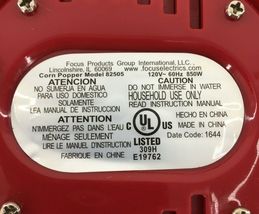 Focus Products Group International, LLC.
Lincolnshire, IL 60069 www.focuselectrics.com
Corn Popper Model 82505 120V~ 60Hz 850W
ATENCION
NO SUMERJA EN AGUA
PARA USO DOMESTICO
SOLAMENTE
LEA MANUAL DE INSTRUCCION
CAUTION
DO NOT IMMERSE IN WATER
HOUSEHOLD USE ONLY
READ INSTRUCTION MANUAL
ATTENTION
N'IMMERGEZ PAS DANS L'EAU
MÉNAGE SEULEMENT
LIRE LE MANUEL D'INSTRUCTION
FABRIQUE EN CHINE
C UL US
LISTED
309H
E19762
HECHO EN CHINA
MADE IN CHINA
Date Code: 1644